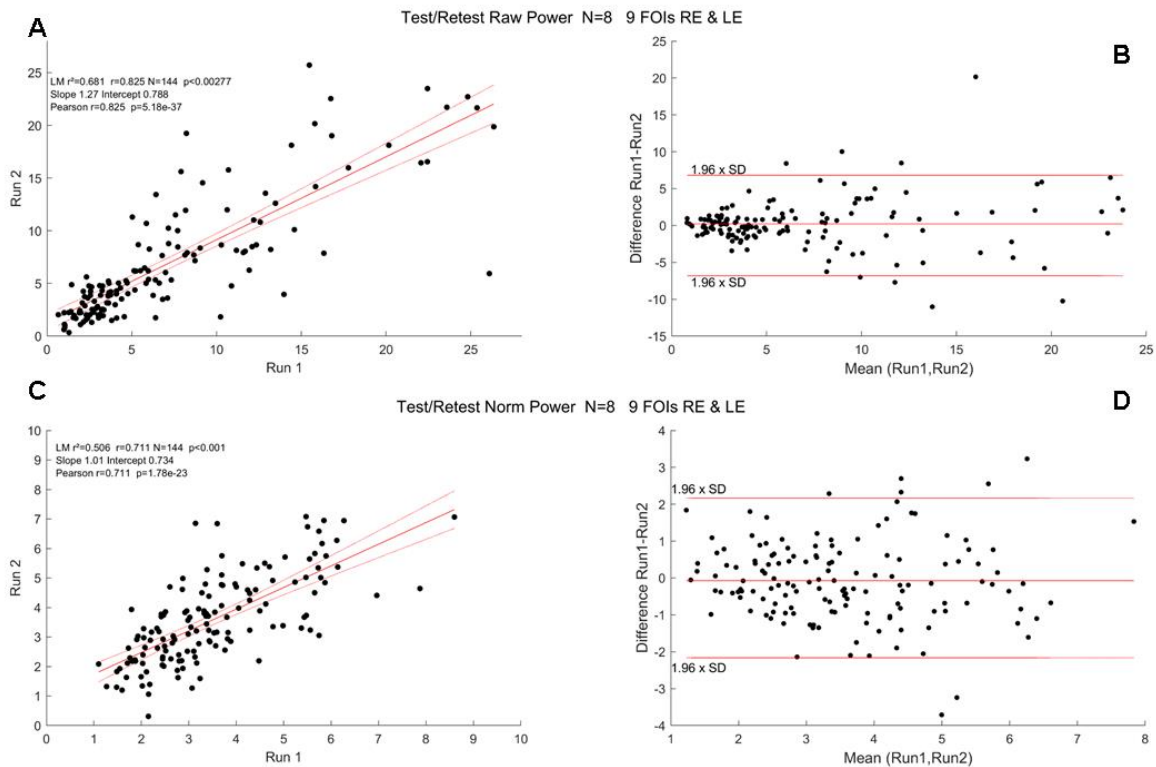 Test/Retest Raw Power N=8 9 FOIs RE & LE
A
LM r²=0.681 r=0.825 N=144 p<0.00277
Slope 1.27 Intercept 0.788
Pearson r=0.825 p=5.18e-37
Run 2
25
20
15
10
5
0
0 5 10 15 20 25
Run 1
B
Difference Run1-Run2
25
20
15
10
5
0
-5
-10
-15
1.96 x SD
1.96 x SD
0 5 10 15 20 25
Mean (Run1,Run2)
C
Test/Retest Norm Power N=8 9 FOIs RE & LE
D
LM r²=0.506 r=0.711 N=144 p<0.001
Slope 1.01 Intercept 0.734
Pearson r=0.711 p=1.78e-23
Run 2
10
9
8
7
6
5
4
3
2
1
0
0 1 2 3 4 5 6 7 8 9 10
Run 1
Difference Run1-Run2
4
3
2
1
0
-1
-2
-3
-4
1.96 x SD
1.96 x SD
1 2 3 4 5 6 7 8
Mean (Run1,Run2)